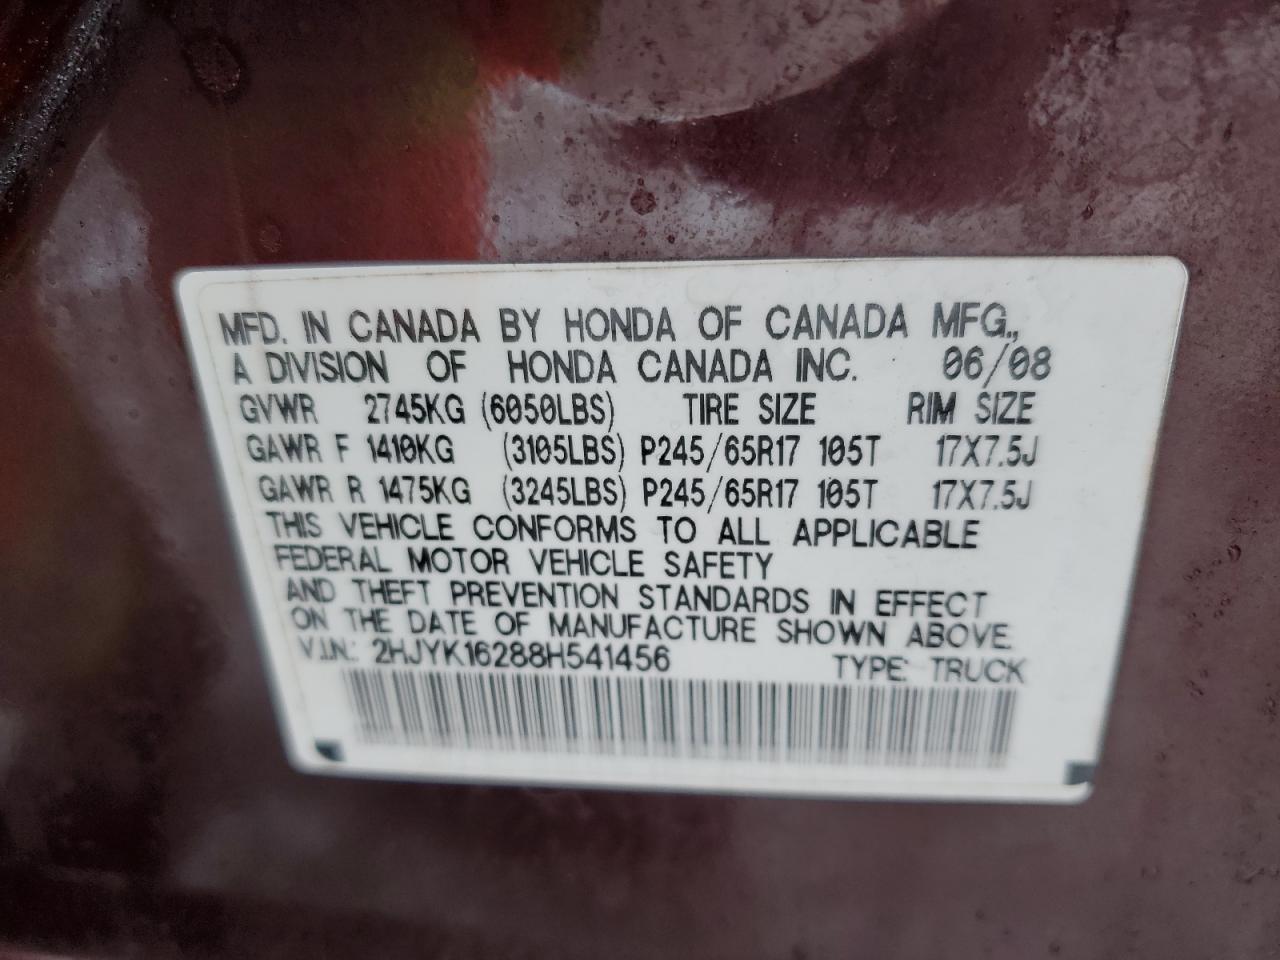 MFD. IN CANADA BY HONDA OF CANADA MFG.,
A DIVISION OF HONDA CANADA INC. 06/08
GVWR 2745KG (6050LBS) TIRE SIZE RIM SIZE
GAWR F 1410KG (3105LBS) P245/65R17 105T 17X7.5J
GAWR R 1475KG (3245LBS) P245/65R17 105T 17X7.5J
THIS VEHICLE CONFORMS TO ALL APPLICABLE
FEDERAL MOTOR VEHICLE SAFETY
AND THEFT PREVENTION STANDARDS IN EFFECT
ON THE DATE OF MANUFACTURE SHOWN ABOVE.
V.I.N.: 2HJYK16288H541456 TYPE: TRUCK